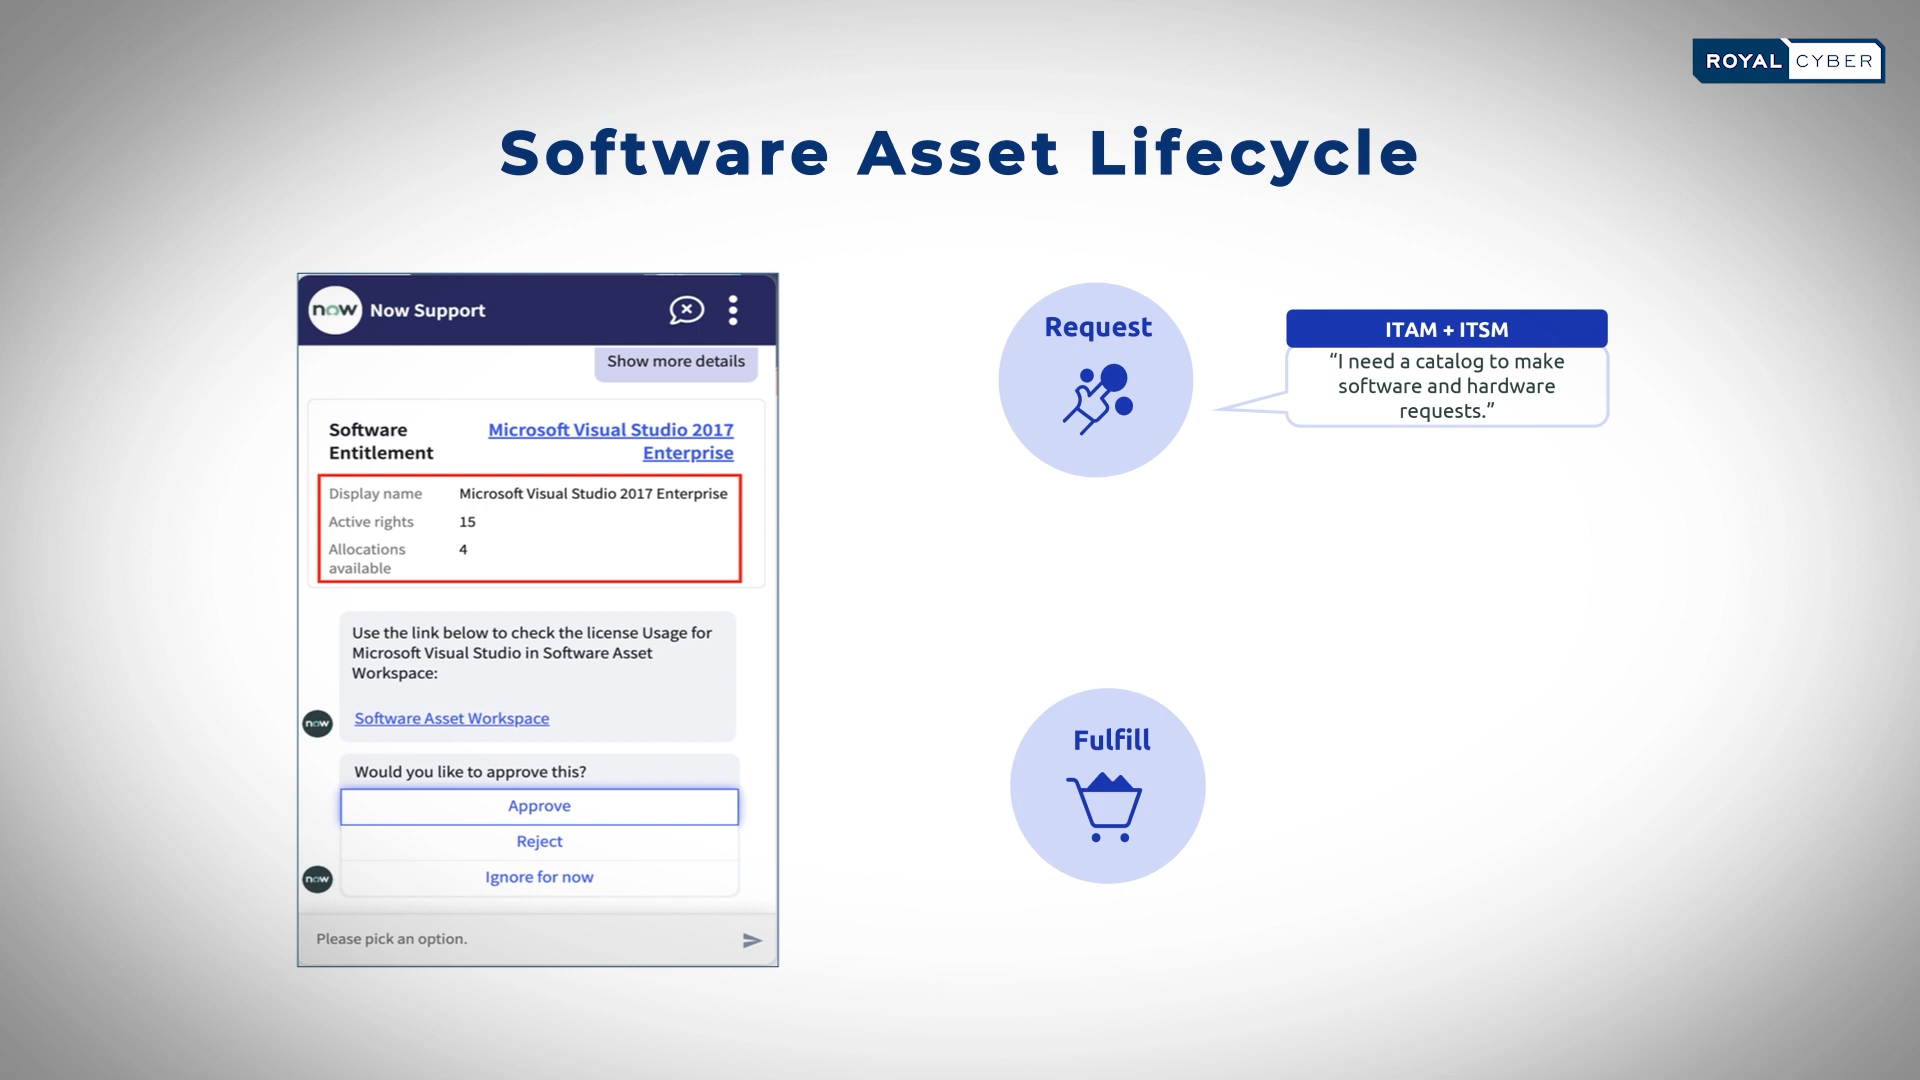 ROYAL CYBER
Software Asset Lifecycle
now Now Support
Show more details
Software
Entitlement
Microsoft Visual Studio 2017
Enterprise
Display name Microsoft Visual Studio 2017 Enterprise
Active rights 15
Allocations 4
available
Use the link below to check the license Usage for
Microsoft Visual Studio in Software Asset
Workspace:
now Software Asset Workspace
Would you like to approve this?
Approve
Reject
now Ignore for now
Please pick an option.
Request
ITAM + ITSM
“I need a catalog to make
software and hardware
requests.”
Fulfill